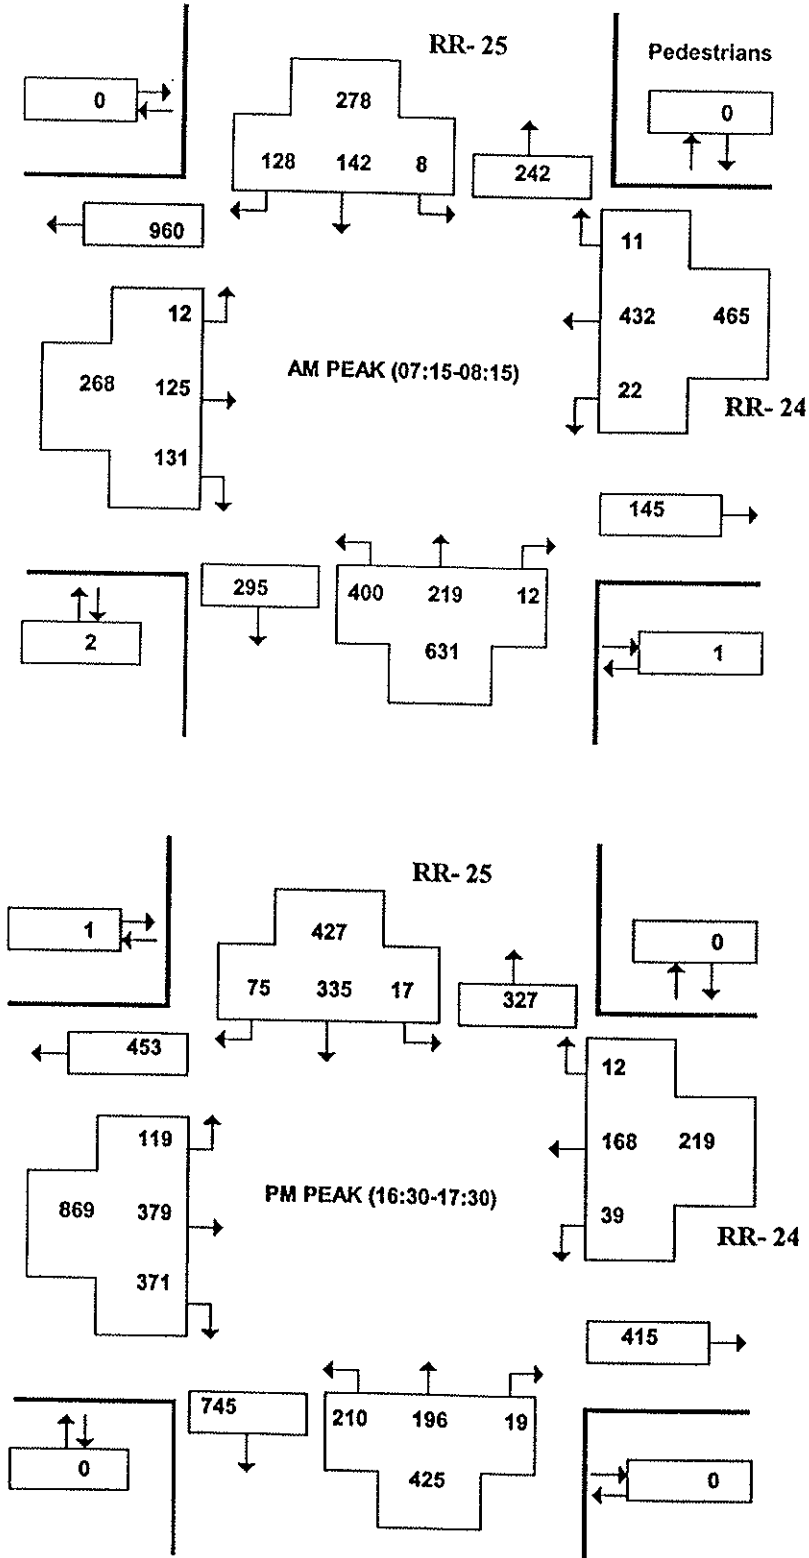 RR- 25
Pedestrians
0
278
0
128 142 8
242
960
11
12
432 465
268 125
AM PEAK (07:15-08:15)
22
RR- 24
131
145
295
400 219 12
2
631
1
RR- 25
1
427
0
75 335 17
327
453
12
119
168 219
869 379
PM PEAK (16:30-17:30)
39
RR- 24
371
415
745
210 196 19
0
425
0